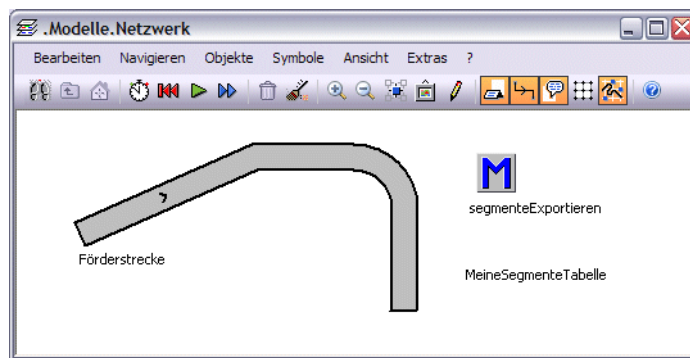 .Modelle.Netzwerk
Bearbeiten Navigieren Objekte Symbole Ansicht Extras ?
M
segmenteExportieren
Förderstrecke
MeineSegmenteTabelle